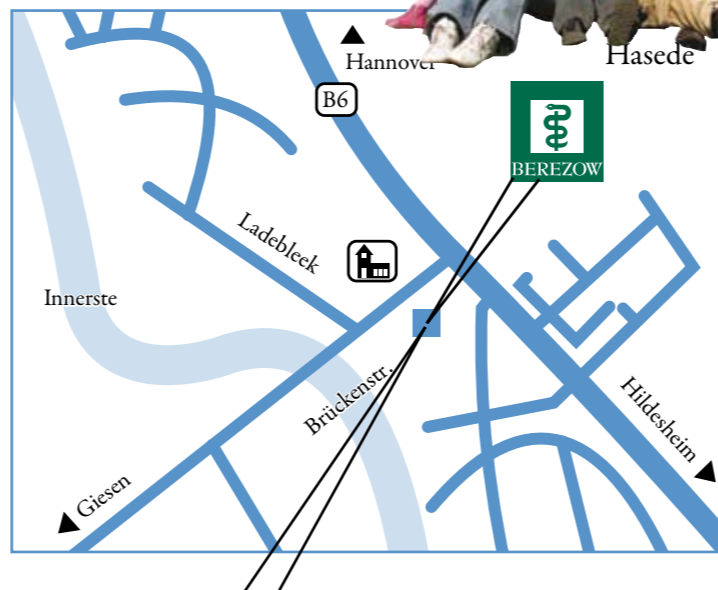 Hannover
Hasede
B6
BEREZOW
Ladebleek
Innerste
Brückenstr.
Hildesheim
Giesen